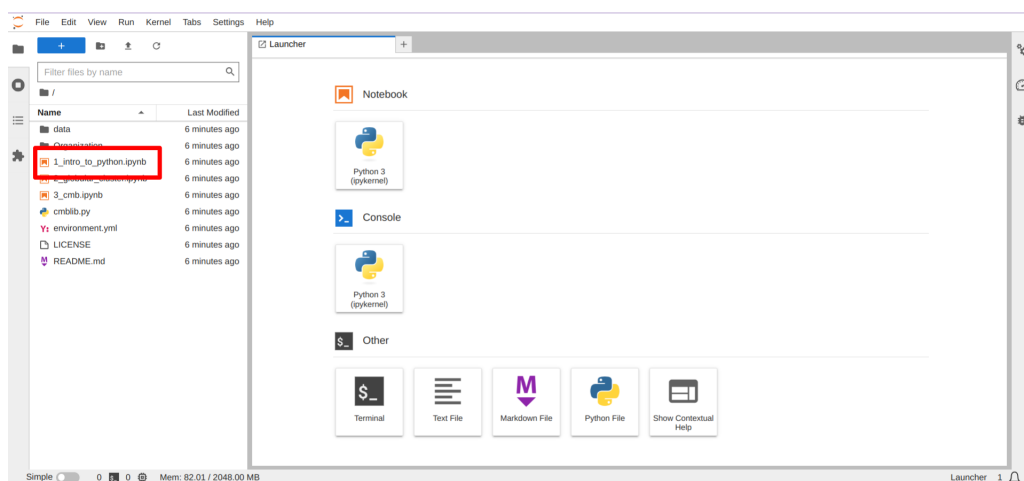 File Edit View Run Kernel Tabs Settings Help
+
Filter files by name
/
Name Last Modified
data 6 minutes ago
Organization 6 minutes ago
1_intro_to_python.ipynb 6 minutes ago
2_globular_cluster.ipynb 6 minutes ago
3_cmb.ipynb 6 minutes ago
cmblib.py 6 minutes ago
Y: environment.yml 6 minutes ago
LICENSE 6 minutes ago
README.md 6 minutes ago
Launcher +
Notebook
Python 3
(ipykernel)
>_ Console
Python 3
(ipykernel)
$_ Other
$_
M
Terminal Text File Markdown File Python File Show Contextual
Help
Simple 0 $_ 0 Mem: 82.01 / 2048.00 MB Launcher 1